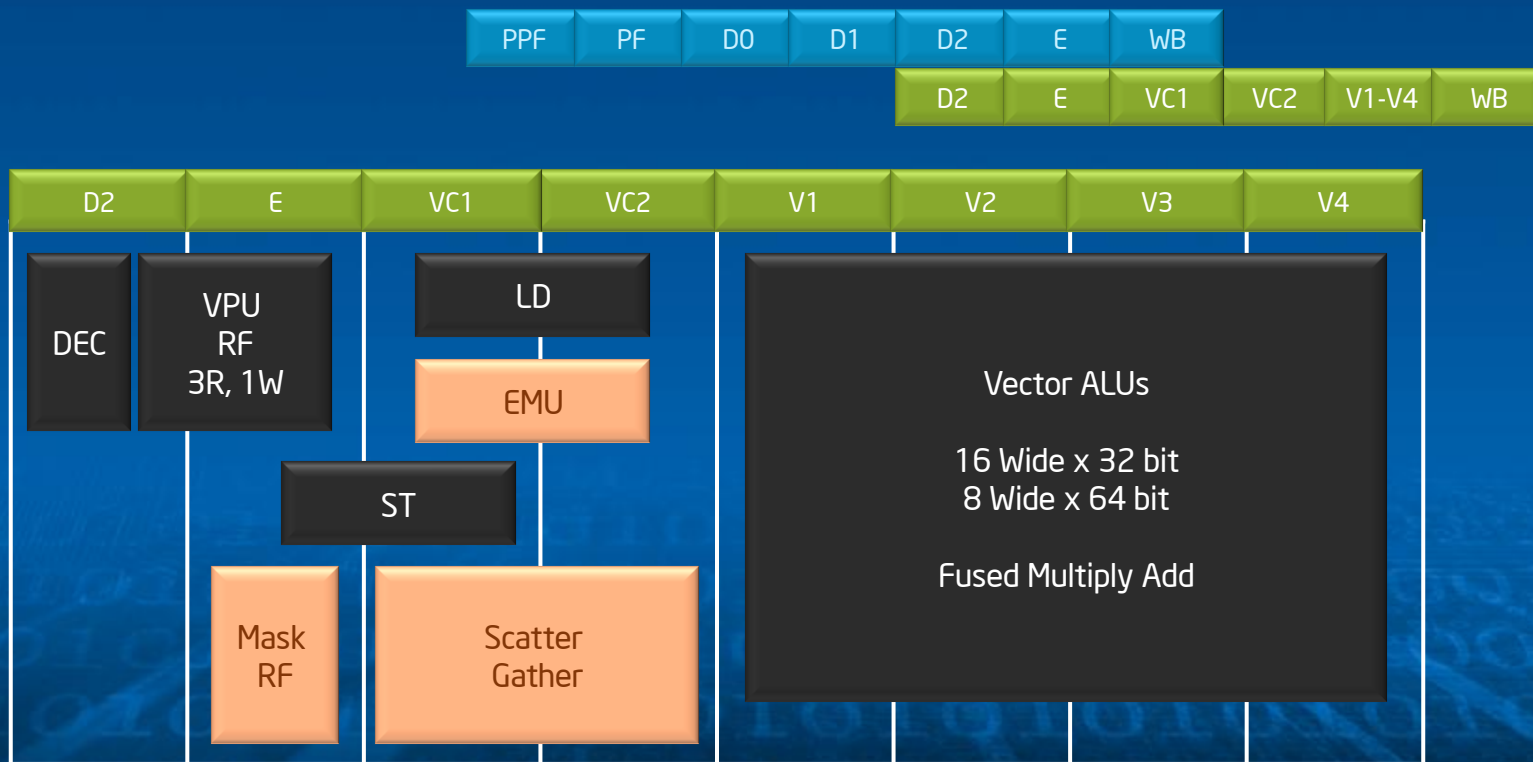 PPF PF D0 D1 D2 E WB
D2 E VC1 VC2 V1-V4 WB
D2 E VC1 VC2 V1 V2 V3 V4
DEC
VPU
RF
3R, 1W
LD
EMU
ST
Mask
RF
Scatter
Gather
Vector ALUs
16 Wide x 32 bit
8 Wide x 64 bit
Fused Multiply Add